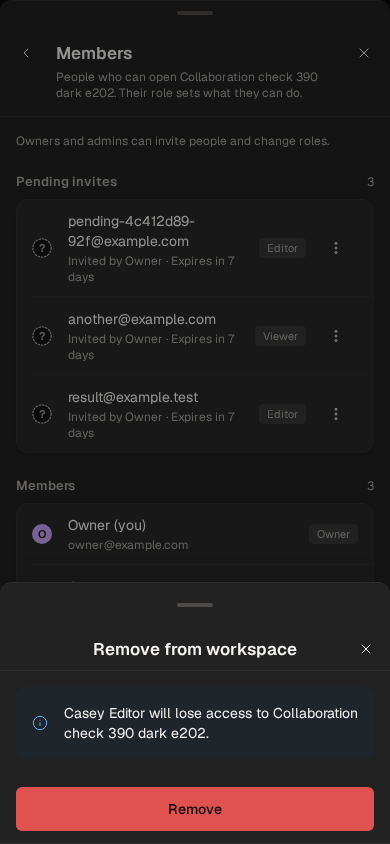 Members
People who can open Collaboration check 390
dark e202. Their role sets what they can do.
Owners and admins can invite people and change roles.
Pending invites 3
pending-4c412d89-
92f@example.com
Editor
Invited by Owner · Expires in 7
days
another@example.com
Viewer
Invited by Owner · Expires in 7
days
result@example.test
Editor
Invited by Owner · Expires in 7
days
Members 3
O
Owner (you)
Owner
owner@example.com
Remove from workspace
Casey Editor will lose access to Collaboration
check 390 dark e202.
Remove